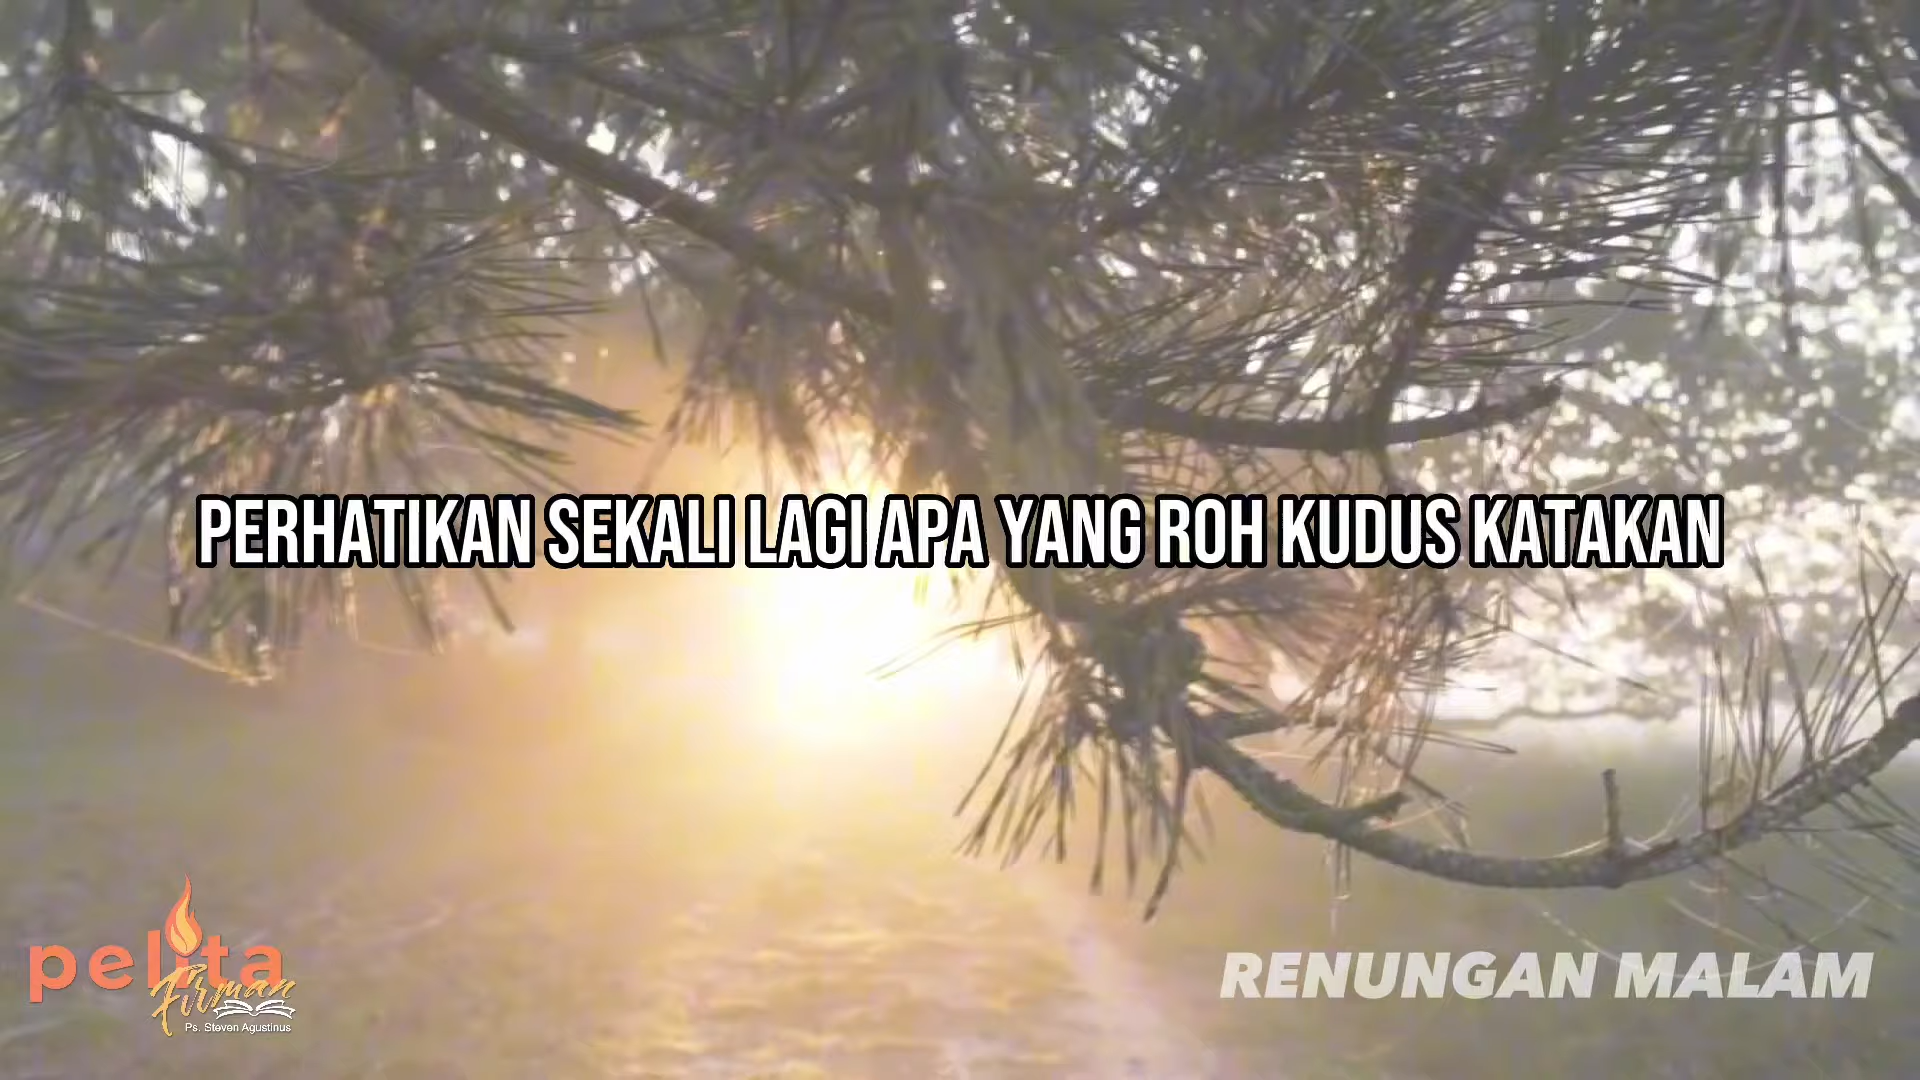 PERHATIKAN SEKALI LAGI APA YANG ROH KUDUS KATAKAN
pelita
Firman
Ps. Steven Agustinus
RENUNGAN MALAM